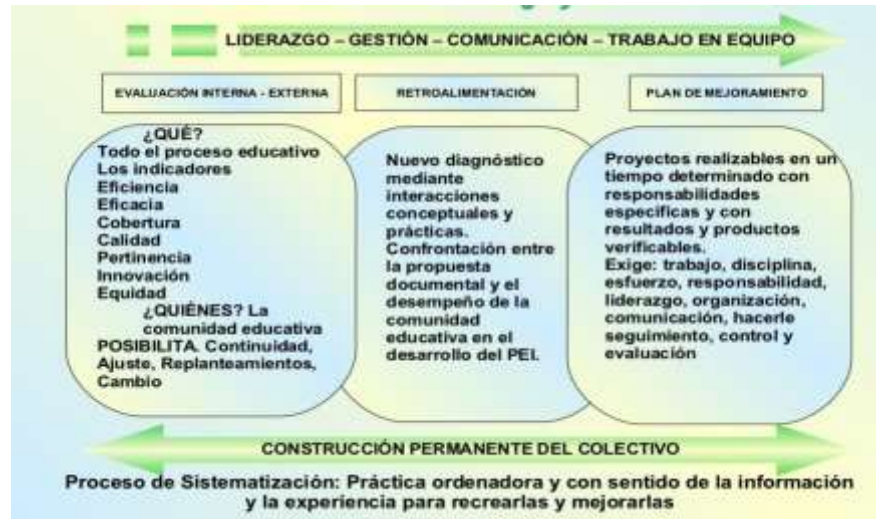 LIDERAZGO – GESTIÓN – COMUNICACIÓN – TRABAJO EN EQUIPO
EVALUACIÓN INTERNA - EXTERNA
¿QUÉ?
Todo el proceso educativo
Los indicadores
Eficiencia
Eficacia
Cobertura
Calidad
Pertinencia
Innovación
Equidad
¿QUIÉNES? La
comunidad educativa
POSIBILITA. Continuidad,
Ajuste, Replanteamientos,
Cambio
RETROALIMENTACIÓN
Nuevo diagnóstico
mediante
interacciones
conceptuales y
prácticas.
Confrontación entre
la propuesta
documental y el
desempeño de la
comunidad
educativa en el
desarrollo del PEI.
PLAN DE MEJORAMIENTO
Proyectos realizables en un
tiempo determinado con
responsabilidades
específicas y con
resultados y productos
verificables.
Exige: trabajo, disciplina,
esfuerzo, responsabilidad,
liderazgo, organización,
comunicación, hacerle
seguimiento, control y
evaluación
CONSTRUCCIÓN PERMANENTE DEL COLECTIVO
Proceso de Sistematización: Práctica ordenadora y con sentido de la información
y la experiencia para recrearlas y mejorarlas